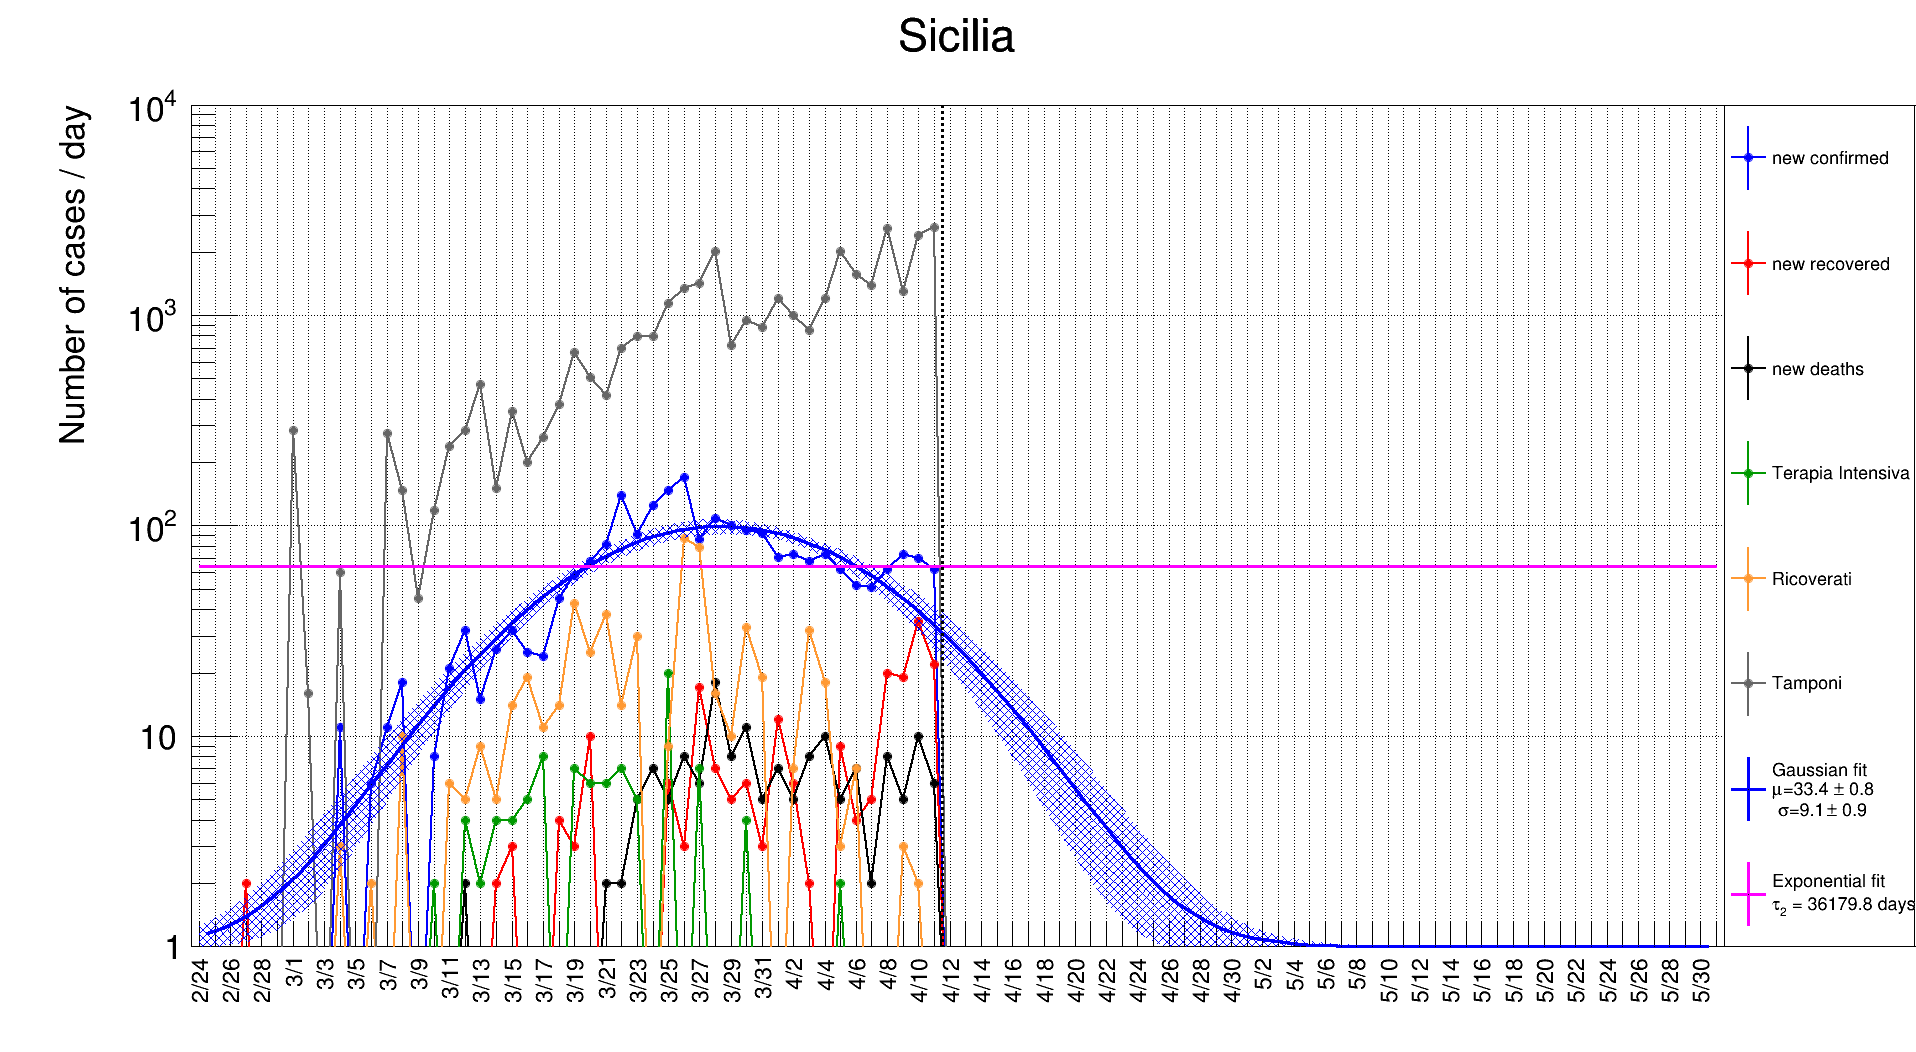 Sicilia
Number of cases / day
10⁴
10³
10²
10
1
2/24 2/26 2/28 3/1 3/3 3/5 3/7 3/9 3/11 3/13 3/15 3/17 3/19 3/21 3/23 3/25 3/27 3/29 3/31 4/2 4/4 4/6 4/8 4/10 4/12 4/14 4/16 4/18 4/20 4/22 4/24 4/26 4/28 4/30 5/2 5/4 5/6 5/8 5/10 5/12 5/14 5/16 5/18 5/20 5/22 5/24 5/26 5/28 5/30
new confirmed
new recovered
new deaths
Terapia Intensiva
Ricoverati
Tamponi
Gaussian fit
μ=33.4 ± 0.8
σ=9.1 ± 0.9
Exponential fit
τ₂ = 36179.8 days